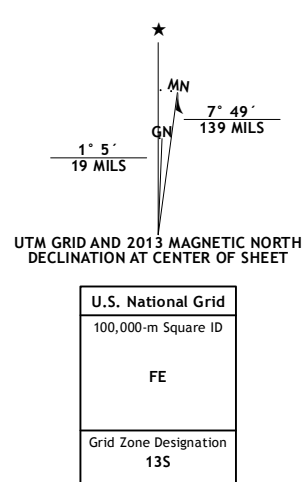 ★
MN
7° 49´
139 MILS
GN
1° 5´
19 MILS
UTM GRID AND 2013 MAGNETIC NORTH
DECLINATION AT CENTER OF SHEET
U.S. National Grid
100,000-m Square ID
FE
Grid Zone Designation
13S